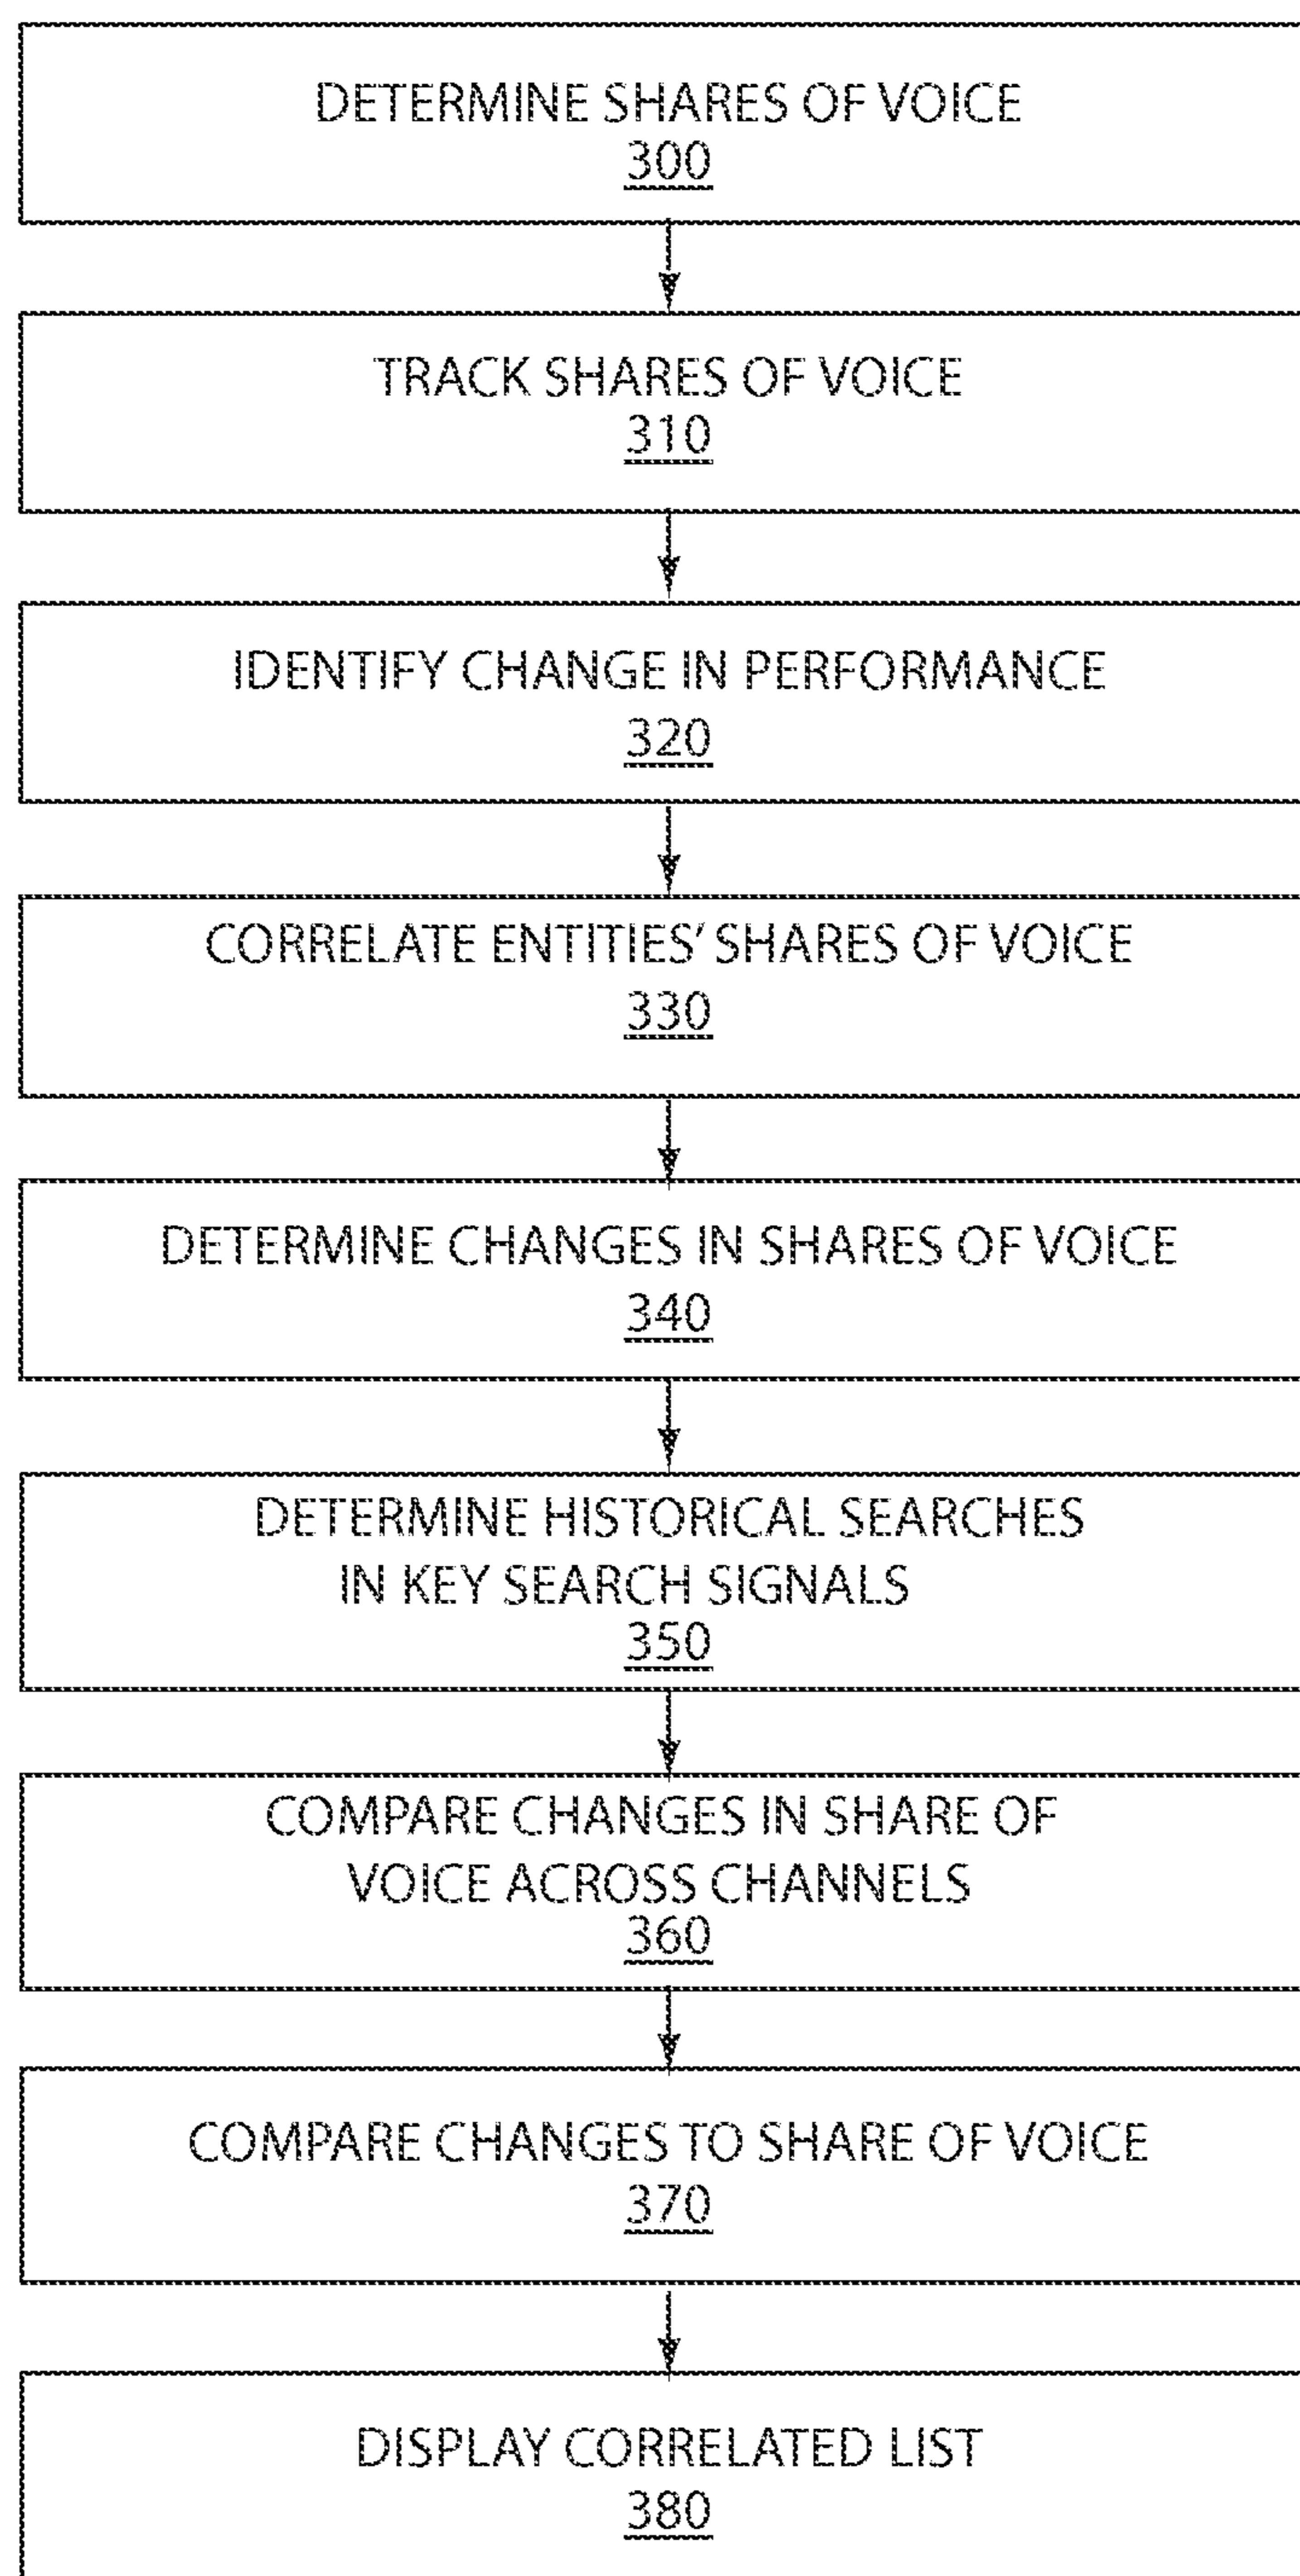 DETERMINE SHARES OF VOICE
300
TRACK SHARES OF VOICE
310
IDENTIFY CHANGE IN PERFORMANCE
320
CORRELATE ENTITIES' SHARES OF VOICE
330
DETERMINE CHANGES IN SHARES OF VOICE
340
DETERMINE HISTORICAL SEARCHES
IN KEY SEARCH SIGNALS
350
COMPARE CHANGES IN SHARE OF
VOICE ACROSS CHANNELS
360
COMPARE CHANGES TO SHARE OF VOICE
370
DISPLAY CORRELATED LIST
380